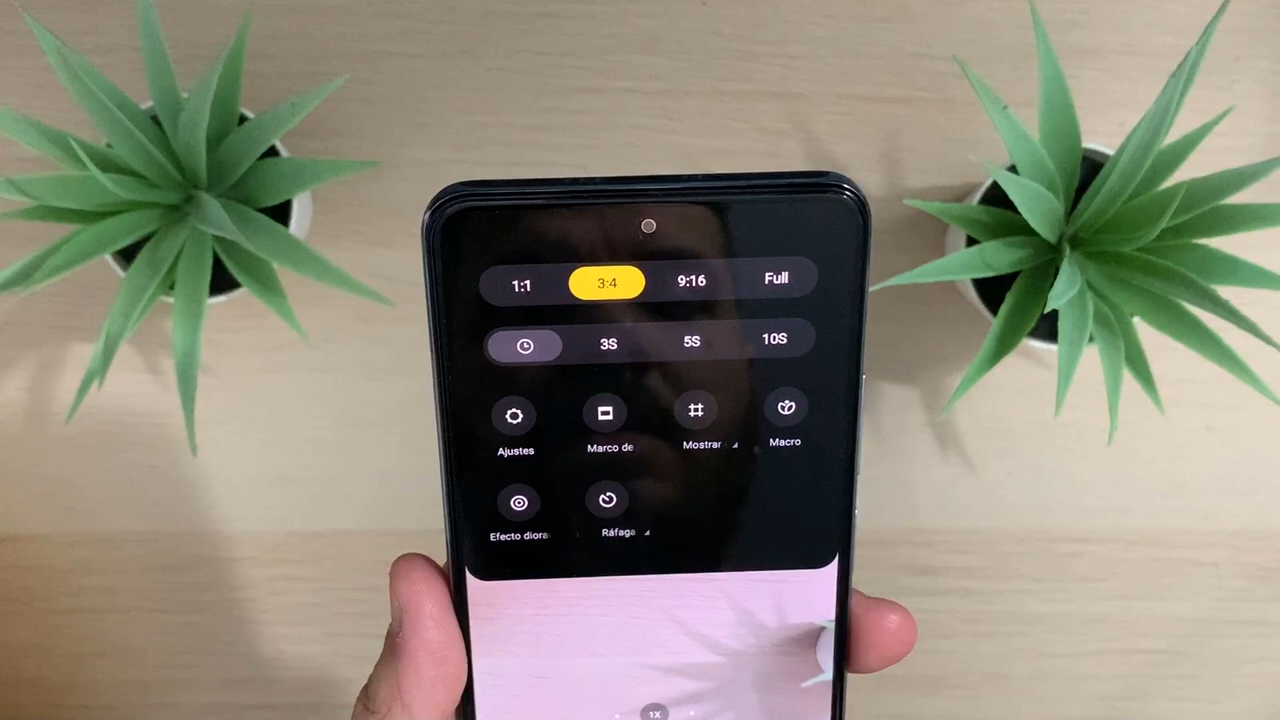 1:1 3:4 9:16 Full
3S 5S 10S
Ajustes Marco de Mostrar Macro
Efecto diora Ráfaga
1X